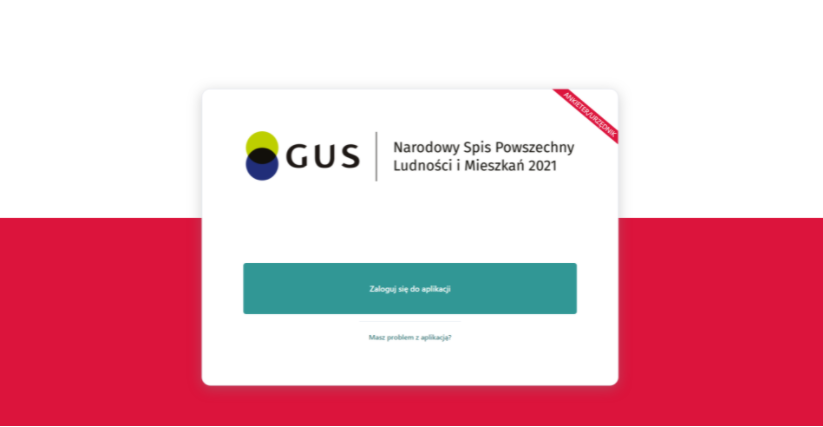 ANKIETER/URZĘDNIK
GUS
Narodowy Spis Powszechny
Ludności i Mieszkań 2021
Zaloguj się do aplikacji
Masz problem z aplikacją?